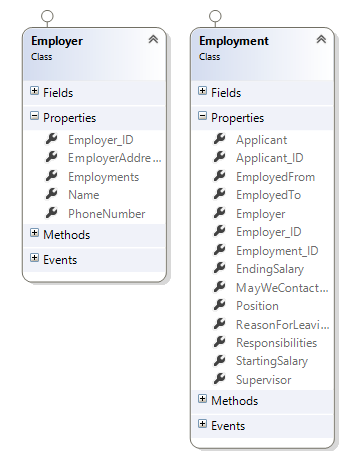 Employer
Class
Fields
Properties
Employer_ID
EmployerAddre...
Employments
Name
PhoneNumber
Methods
Events
Employment
Class
Fields
Properties
Applicant
Applicant_ID
EmployedFrom
EmployedTo
Employer
Employer_ID
Employment_ID
EndingSalary
MayWeContact...
Position
ReasonForLeavi...
Responsibilities
StartingSalary
Supervisor
Methods
Events